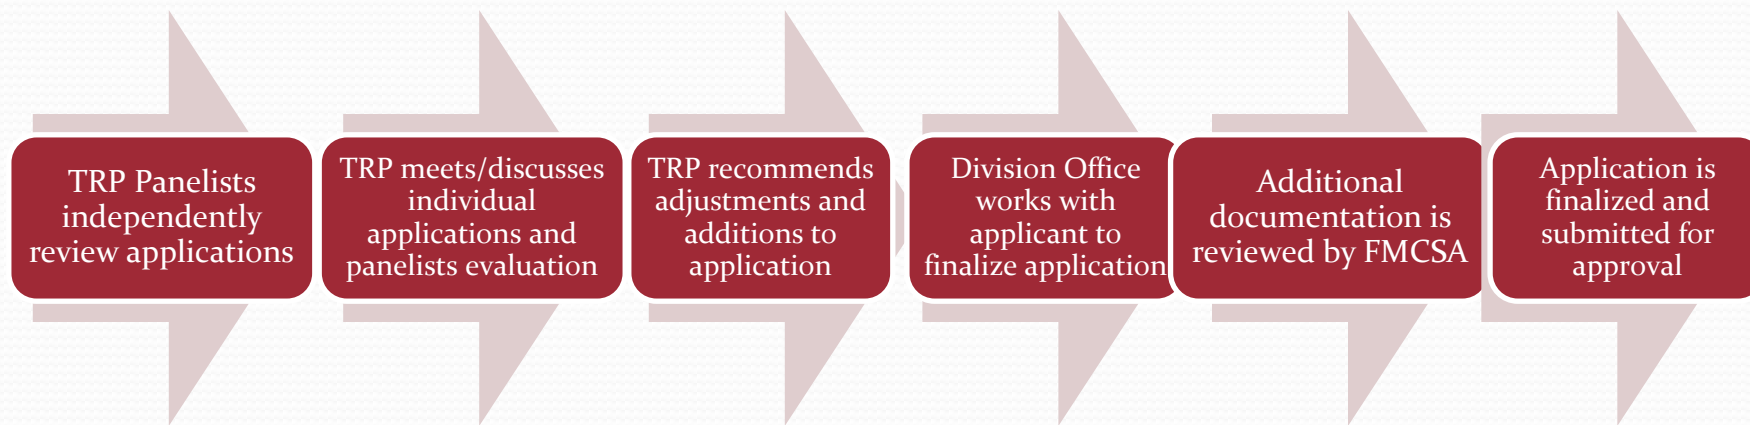 TRP Panelists
independently
review applications
TRP meets/discusses
individual
applications and
panelists evaluation
TRP recommends
adjustments and
additions to
application
Division Office
works with
applicant to
finalize application
Additional
documentation is
reviewed by FMCSA
Application is
finalized and
submitted for
approval